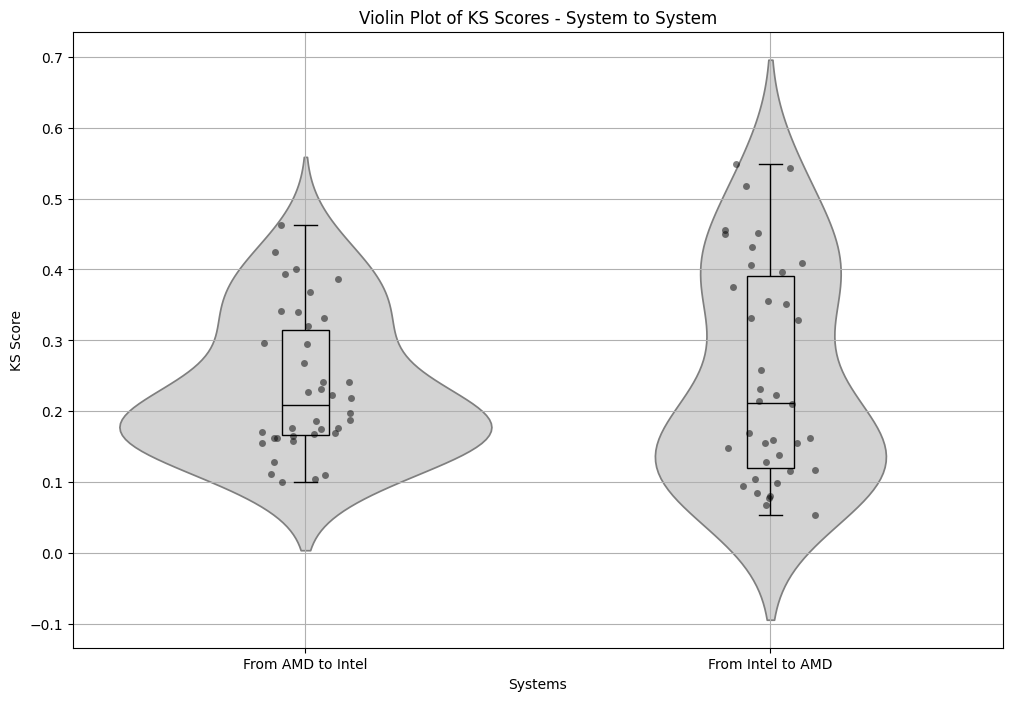 Violin Plot of KS Scores - System to System
0.7
0.6
0.5
0.4
0.3
0.2
0.1
0.0
−0.1
KS Score
From AMD to Intel
From Intel to AMD
Systems